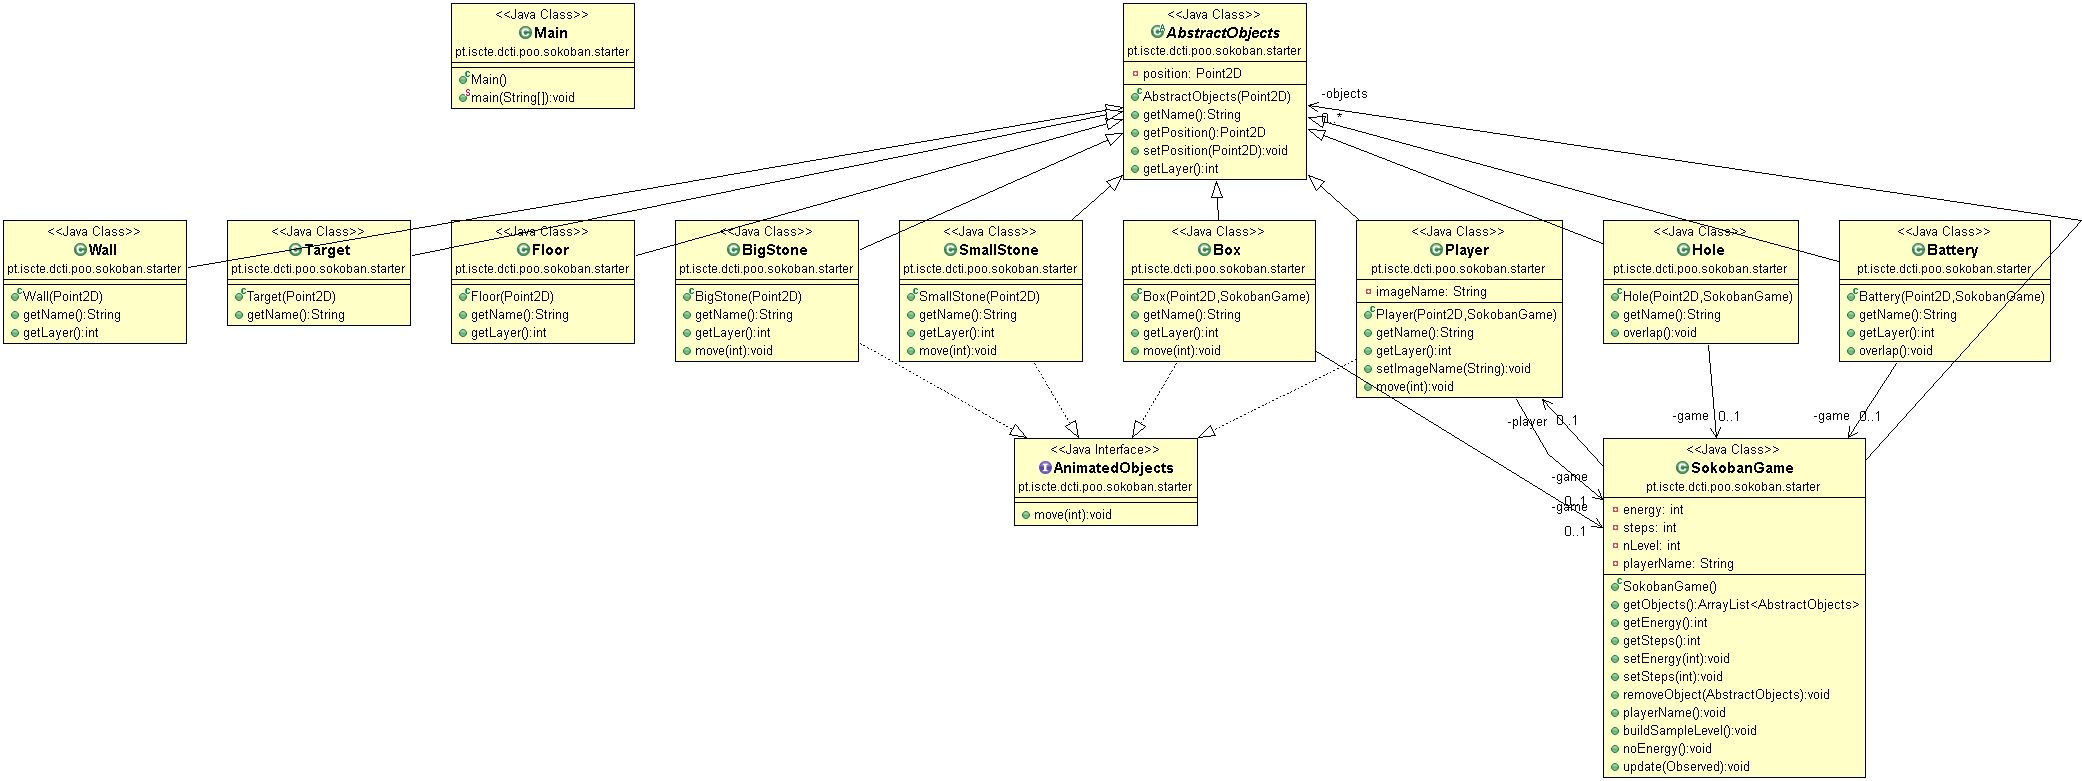 <<Java Class>>
Main
pt.iscte.dcti.poo.sokoban.starter
Main()
main(String[]):void
<<Java Class>>
AbstractObjects
pt.iscte.dcti.poo.sokoban.starter
position: Point2D
AbstractObjects(Point2D)
getName():String
getPosition():Point2D
setPosition(Point2D):void
getLayer():int
-objects
0..*
<<Java Class>>
Wall
pt.iscte.dcti.poo.sokoban.starter
Wall(Point2D)
getName():String
getLayer():int
<<Java Class>>
Target
pt.iscte.dcti.poo.sokoban.starter
Target(Point2D)
getName():String
<<Java Class>>
Floor
pt.iscte.dcti.poo.sokoban.starter
Floor(Point2D)
getName():String
getLayer():int
<<Java Class>>
BigStone
pt.iscte.dcti.poo.sokoban.starter
BigStone(Point2D)
getName():String
getLayer():int
move(int):void
<<Java Class>>
SmallStone
pt.iscte.dcti.poo.sokoban.starter
SmallStone(Point2D)
getName():String
getLayer():int
move(int):void
<<Java Class>>
Box
pt.iscte.dcti.poo.sokoban.starter
Box(Point2D,SokobanGame)
getName():String
getLayer():int
move(int):void
<<Java Class>>
Player
pt.iscte.dcti.poo.sokoban.starter
imageName: String
Player(Point2D,SokobanGame)
getName():String
getLayer():int
setImageName(String):void
move(int):void
<<Java Class>>
Hole
pt.iscte.dcti.poo.sokoban.starter
Hole(Point2D,SokobanGame)
getName():String
overlap():void
<<Java Class>>
Battery
pt.iscte.dcti.poo.sokoban.starter
Battery(Point2D,SokobanGame)
getName():String
getLayer():int
overlap():void
-player 0..1
-game 0..1
-game 0..1
-game
0..1
-game
0..1
<<Java Interface>>
AnimatedObjects
pt.iscte.dcti.poo.sokoban.starter
move(int):void
<<Java Class>>
SokobanGame
pt.iscte.dcti.poo.sokoban.starter
energy: int
steps: int
nLevel: int
playerName: String
SokobanGame()
getObjects():ArrayList<AbstractObjects>
getEnergy():int
getSteps():int
setEnergy(int):void
setSteps(int):void
removeObject(AbstractObjects):void
playerName():void
buildSampleLevel():void
noEnergy():void
update(Observed):void